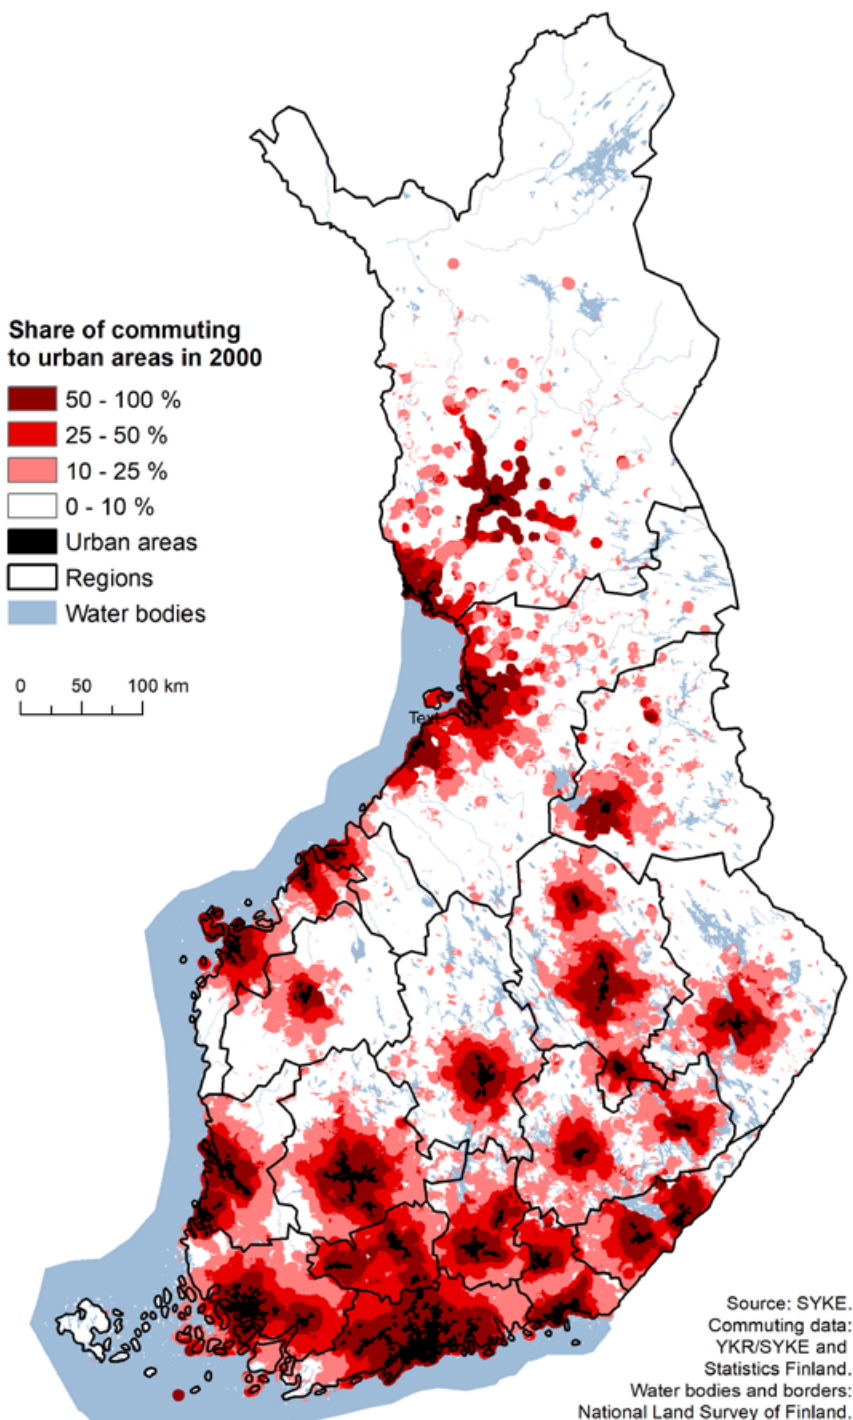 Share of commuting
to urban areas in 2000
50 - 100 %
25 - 50 %
10 - 25 %
0 - 10 %
Urban areas
Regions
Water bodies
0 50 100 km
Text
Source: SYKE.
Commuting data:
YKR/SYKE and
Statistics Finland.
Water bodies and borders:
National Land Survey of Finland.